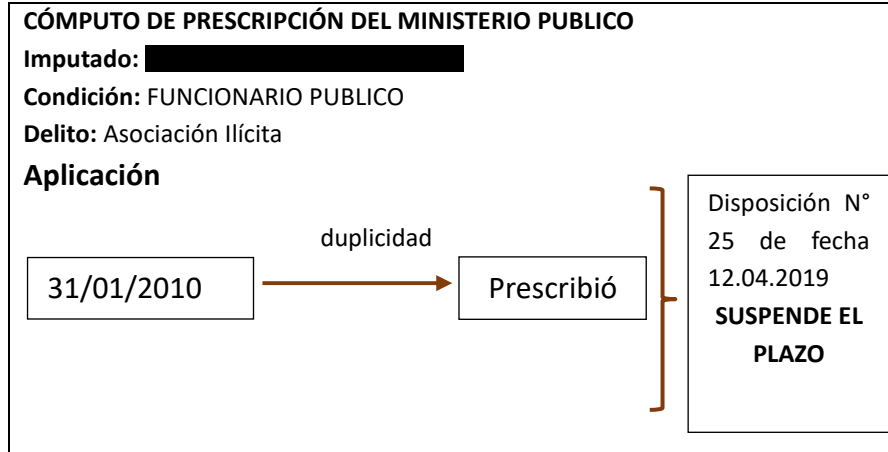 CÓMPUTO DE PRESCRIPCIÓN DEL MINISTERIO PUBLICO
Imputado:
Condición: FUNCIONARIO PUBLICO
Delito: Asociación Ilícita
Aplicación
31/01/2010
duplicidad
Prescribió
Disposición N°
25 de fecha
12.04.2019
SUSPENDE EL
PLAZO